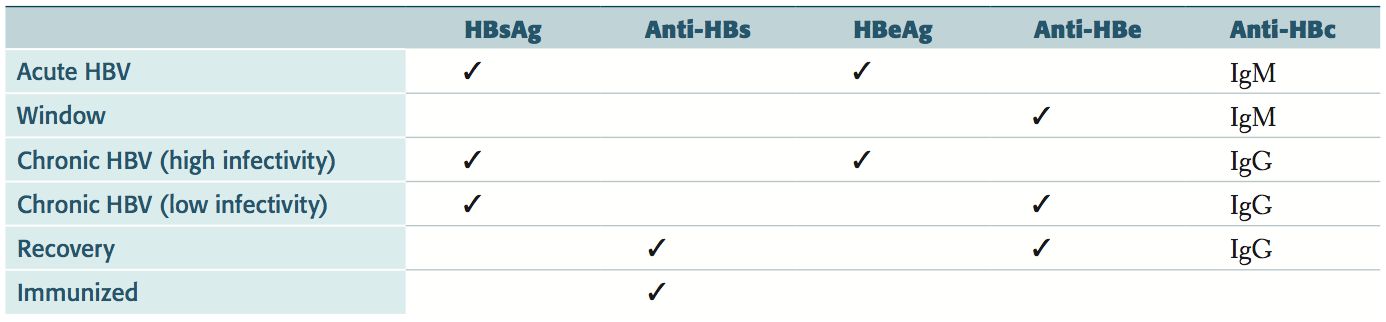 HBsAg Anti-HBs HBeAg Anti-HBe Anti-HBc
Acute HBV ✓ ✓ IgM
Window ✓ IgM
Chronic HBV (high infectivity) ✓ ✓ IgG
Chronic HBV (low infectivity) ✓ ✓ IgG
Recovery ✓ ✓ IgG
Immunized ✓